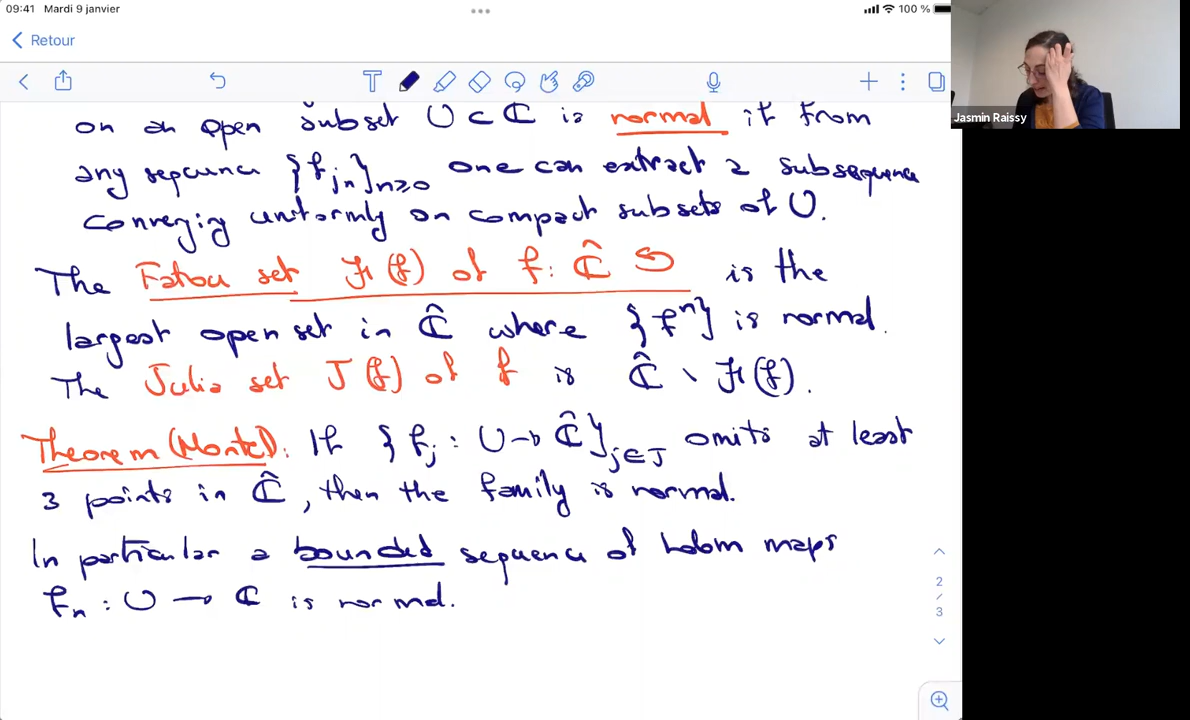 09:41 Mardi 9 janvier
100 %
Retour
Jasmin Raissy
on an open subset U ⊂ ℂ is normal if from
any sequence {f_{j_n}}_{n≥0} one can extract a subsequence
converging uniformly on compact subsets of U.
The Fatou set F(f) of f: Ĉ ↺ is the
largest open set in Ĉ where {f^n} is normal.
The Julia set J(f) of f is Ĉ \ F(f).
Theorem (Montel): If {f_j : U → Ĉ}_{j∈J} omits at least
3 points in Ĉ, then the family is normal.
In particular a bounded sequence of holom maps
f_n : U → ℂ is normal.
2
/
3